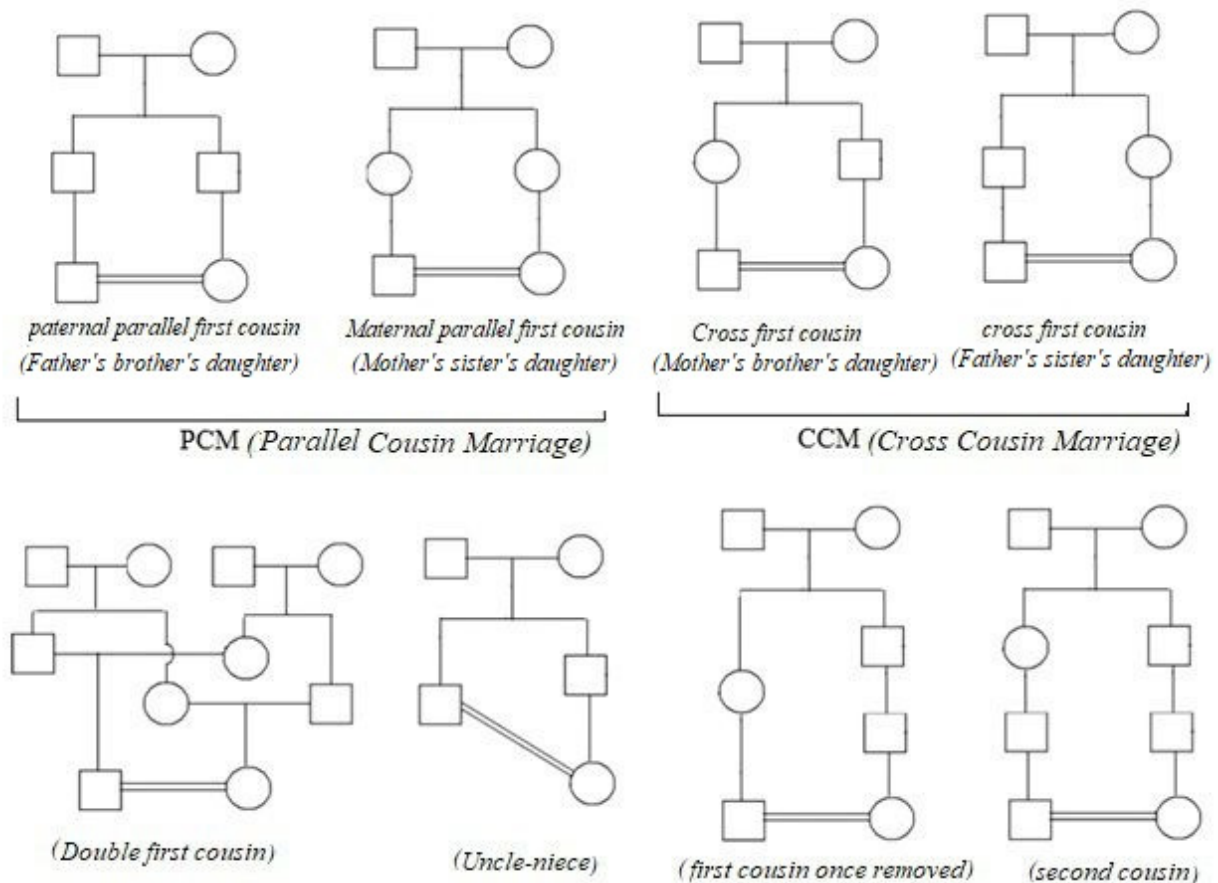 paternal parallel first cousin
(Father's brother's daughter)
Maternal parallel first cousin
(Mother's sister's daughter)
Cross first cousin
(Mother's brother's daughter)
cross first cousin
(Father's sister's daughter)
PCM (Parallel Cousin Marriage)
CCM (Cross Cousin Marriage)
(Double first cousin)
(Uncle-niece)
(first cousin once removed)
(second cousin)